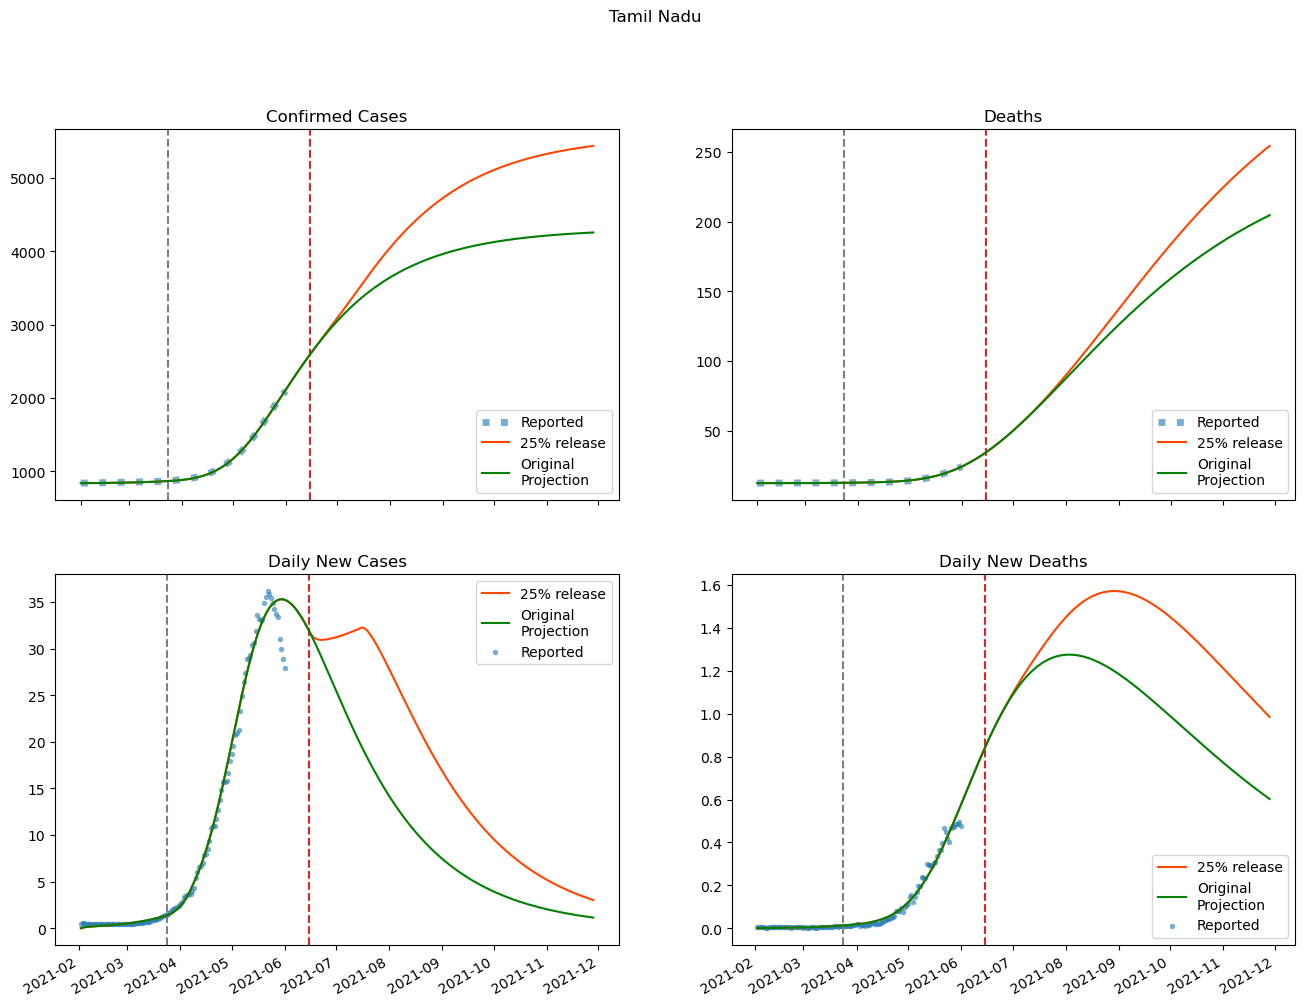 Tamil Nadu
Confirmed Cases
5000
4000
3000
2000
1000
Reported
25% release
Original
Projection
Deaths
250
200
150
100
50
Reported
25% release
Original
Projection
Daily New Cases
35
30
25
20
15
10
5
0
25% release
Original
Projection
Reported
2021-02
2021-03
2021-04
2021-05
2021-06
2021-07
2021-08
2021-09
2021-10
2021-11
2021-12
Daily New Deaths
1.6
1.4
1.2
1.0
0.8
0.6
0.4
0.2
0.0
25% release
Original
Projection
Reported
2021-02
2021-03
2021-04
2021-05
2021-06
2021-07
2021-08
2021-09
2021-10
2021-11
2021-12